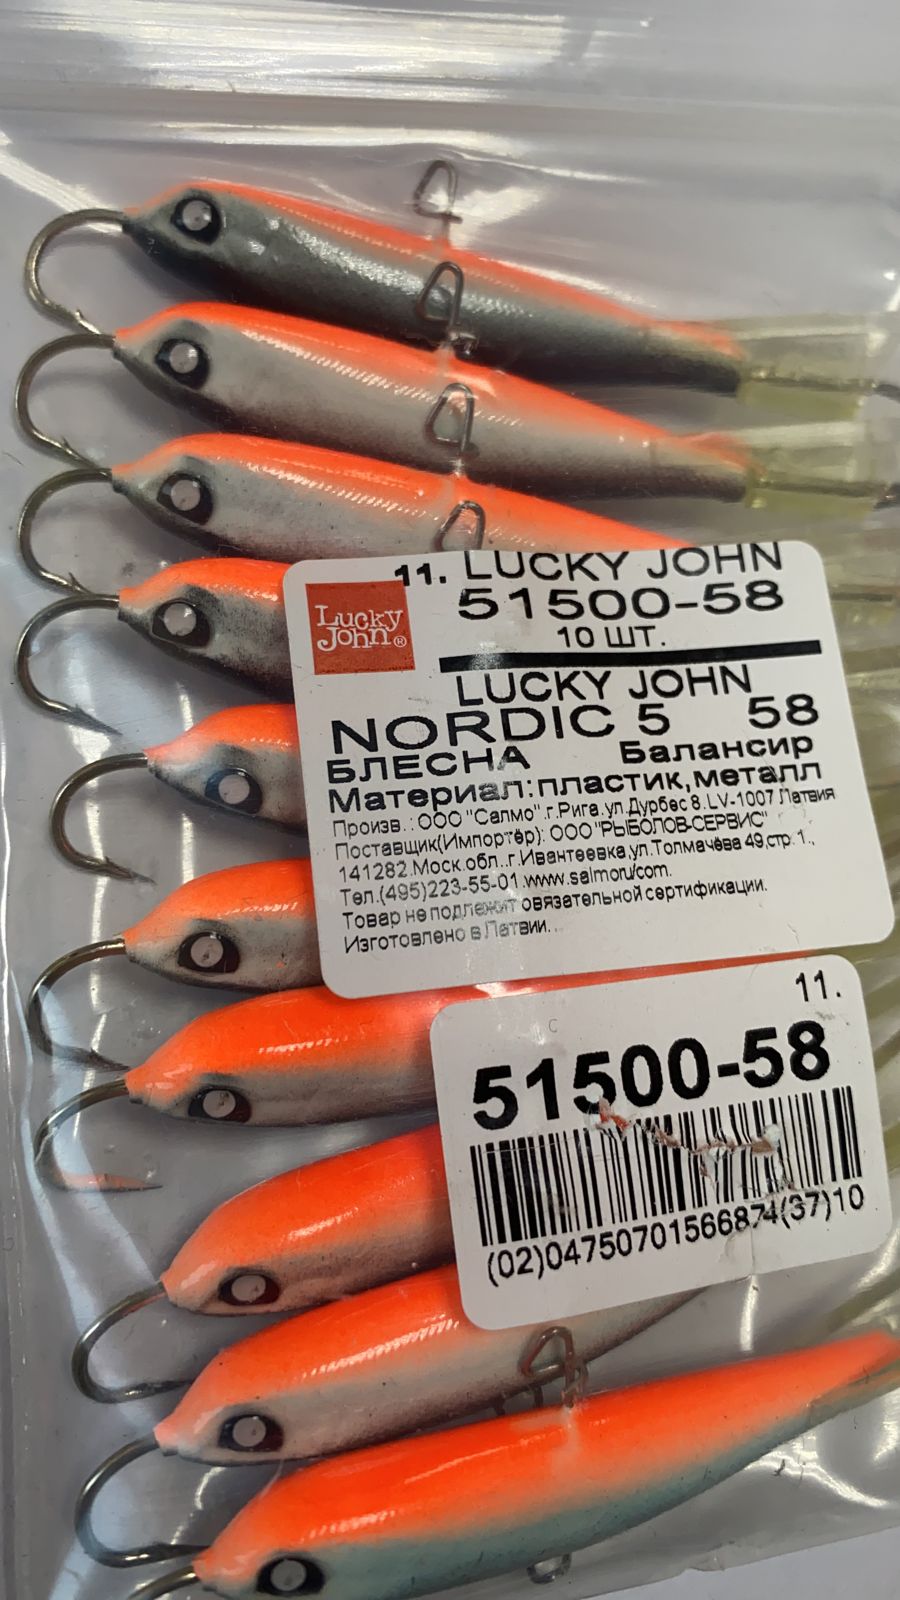 11. LUCKY JOHN
51500-58
10 ШТ.
Lucky
John®
LUCKY JOHN
NORDIC 5 58
БЛЕСНА Балансир
Материал:пластик,металл
Произв.: ООО "Салмо" .г.Рига.ул.Дурбес 8.LV-1007 Латвия
Поставщик(Импортёр): ООО "РЫБОЛОВ-СЕРВИС"
141282.Моск.обл..г.Ивантеевка,ул.Толмачёва 49,стр. 1.,
Тел.(495)223-55-01.www.salmoru/com.
Товар не подлежит овязательной сертификации.
Изготовлено в Латвии.
11.
51500-58
(02)04750701566874(37)10